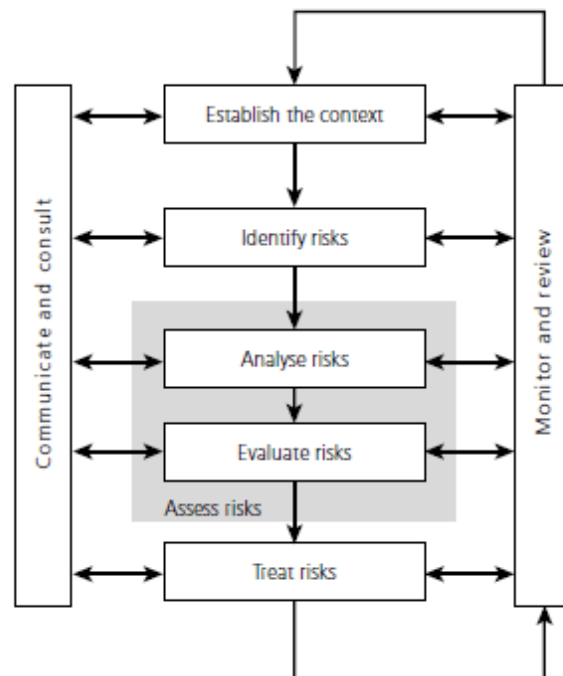 Establish the context
Communicate and consult
Identify risks
Monitor and review
Analyse risks
Evaluate risks
Assess risks
Treat risks